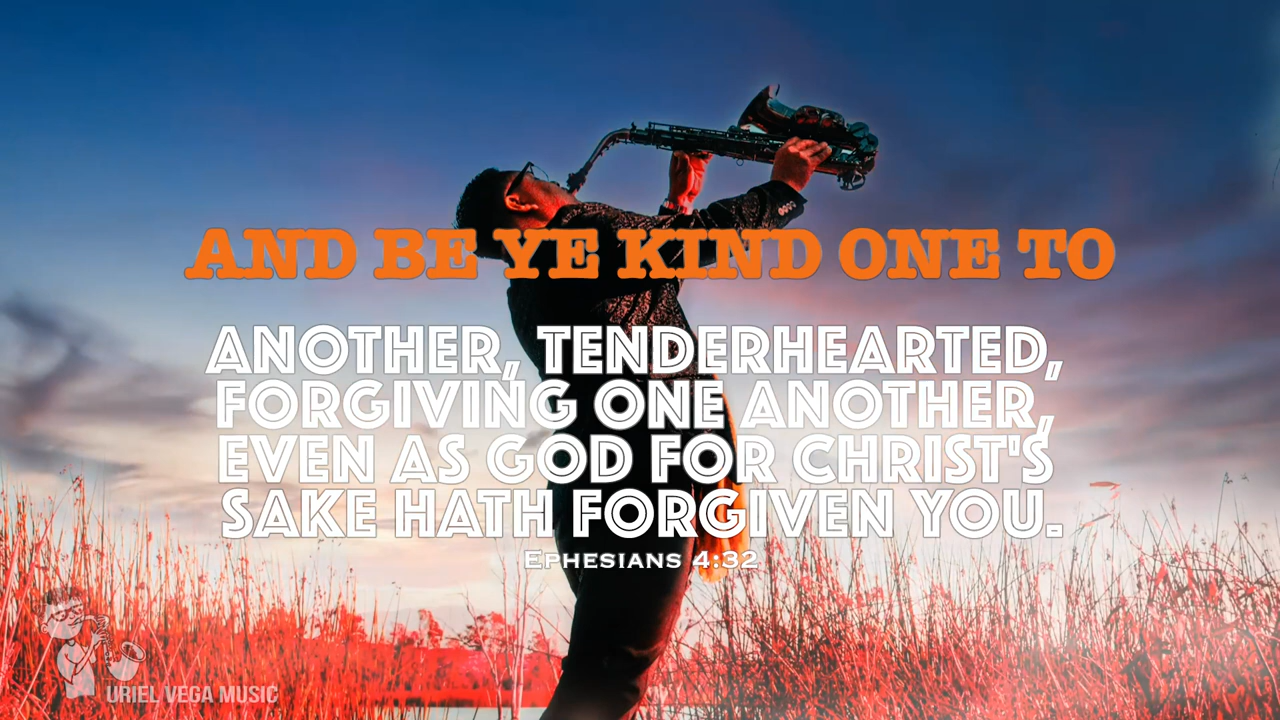 AND BE YE KIND ONE TO
ANOTHER, TENDERHEARTED,
FORGIVING ONE ANOTHER,
EVEN AS GOD FOR CHRIST'S
SAKE HATH FORGIVEN YOU.
EPHESIANS 4:32
URIEL VEGA MUSIC